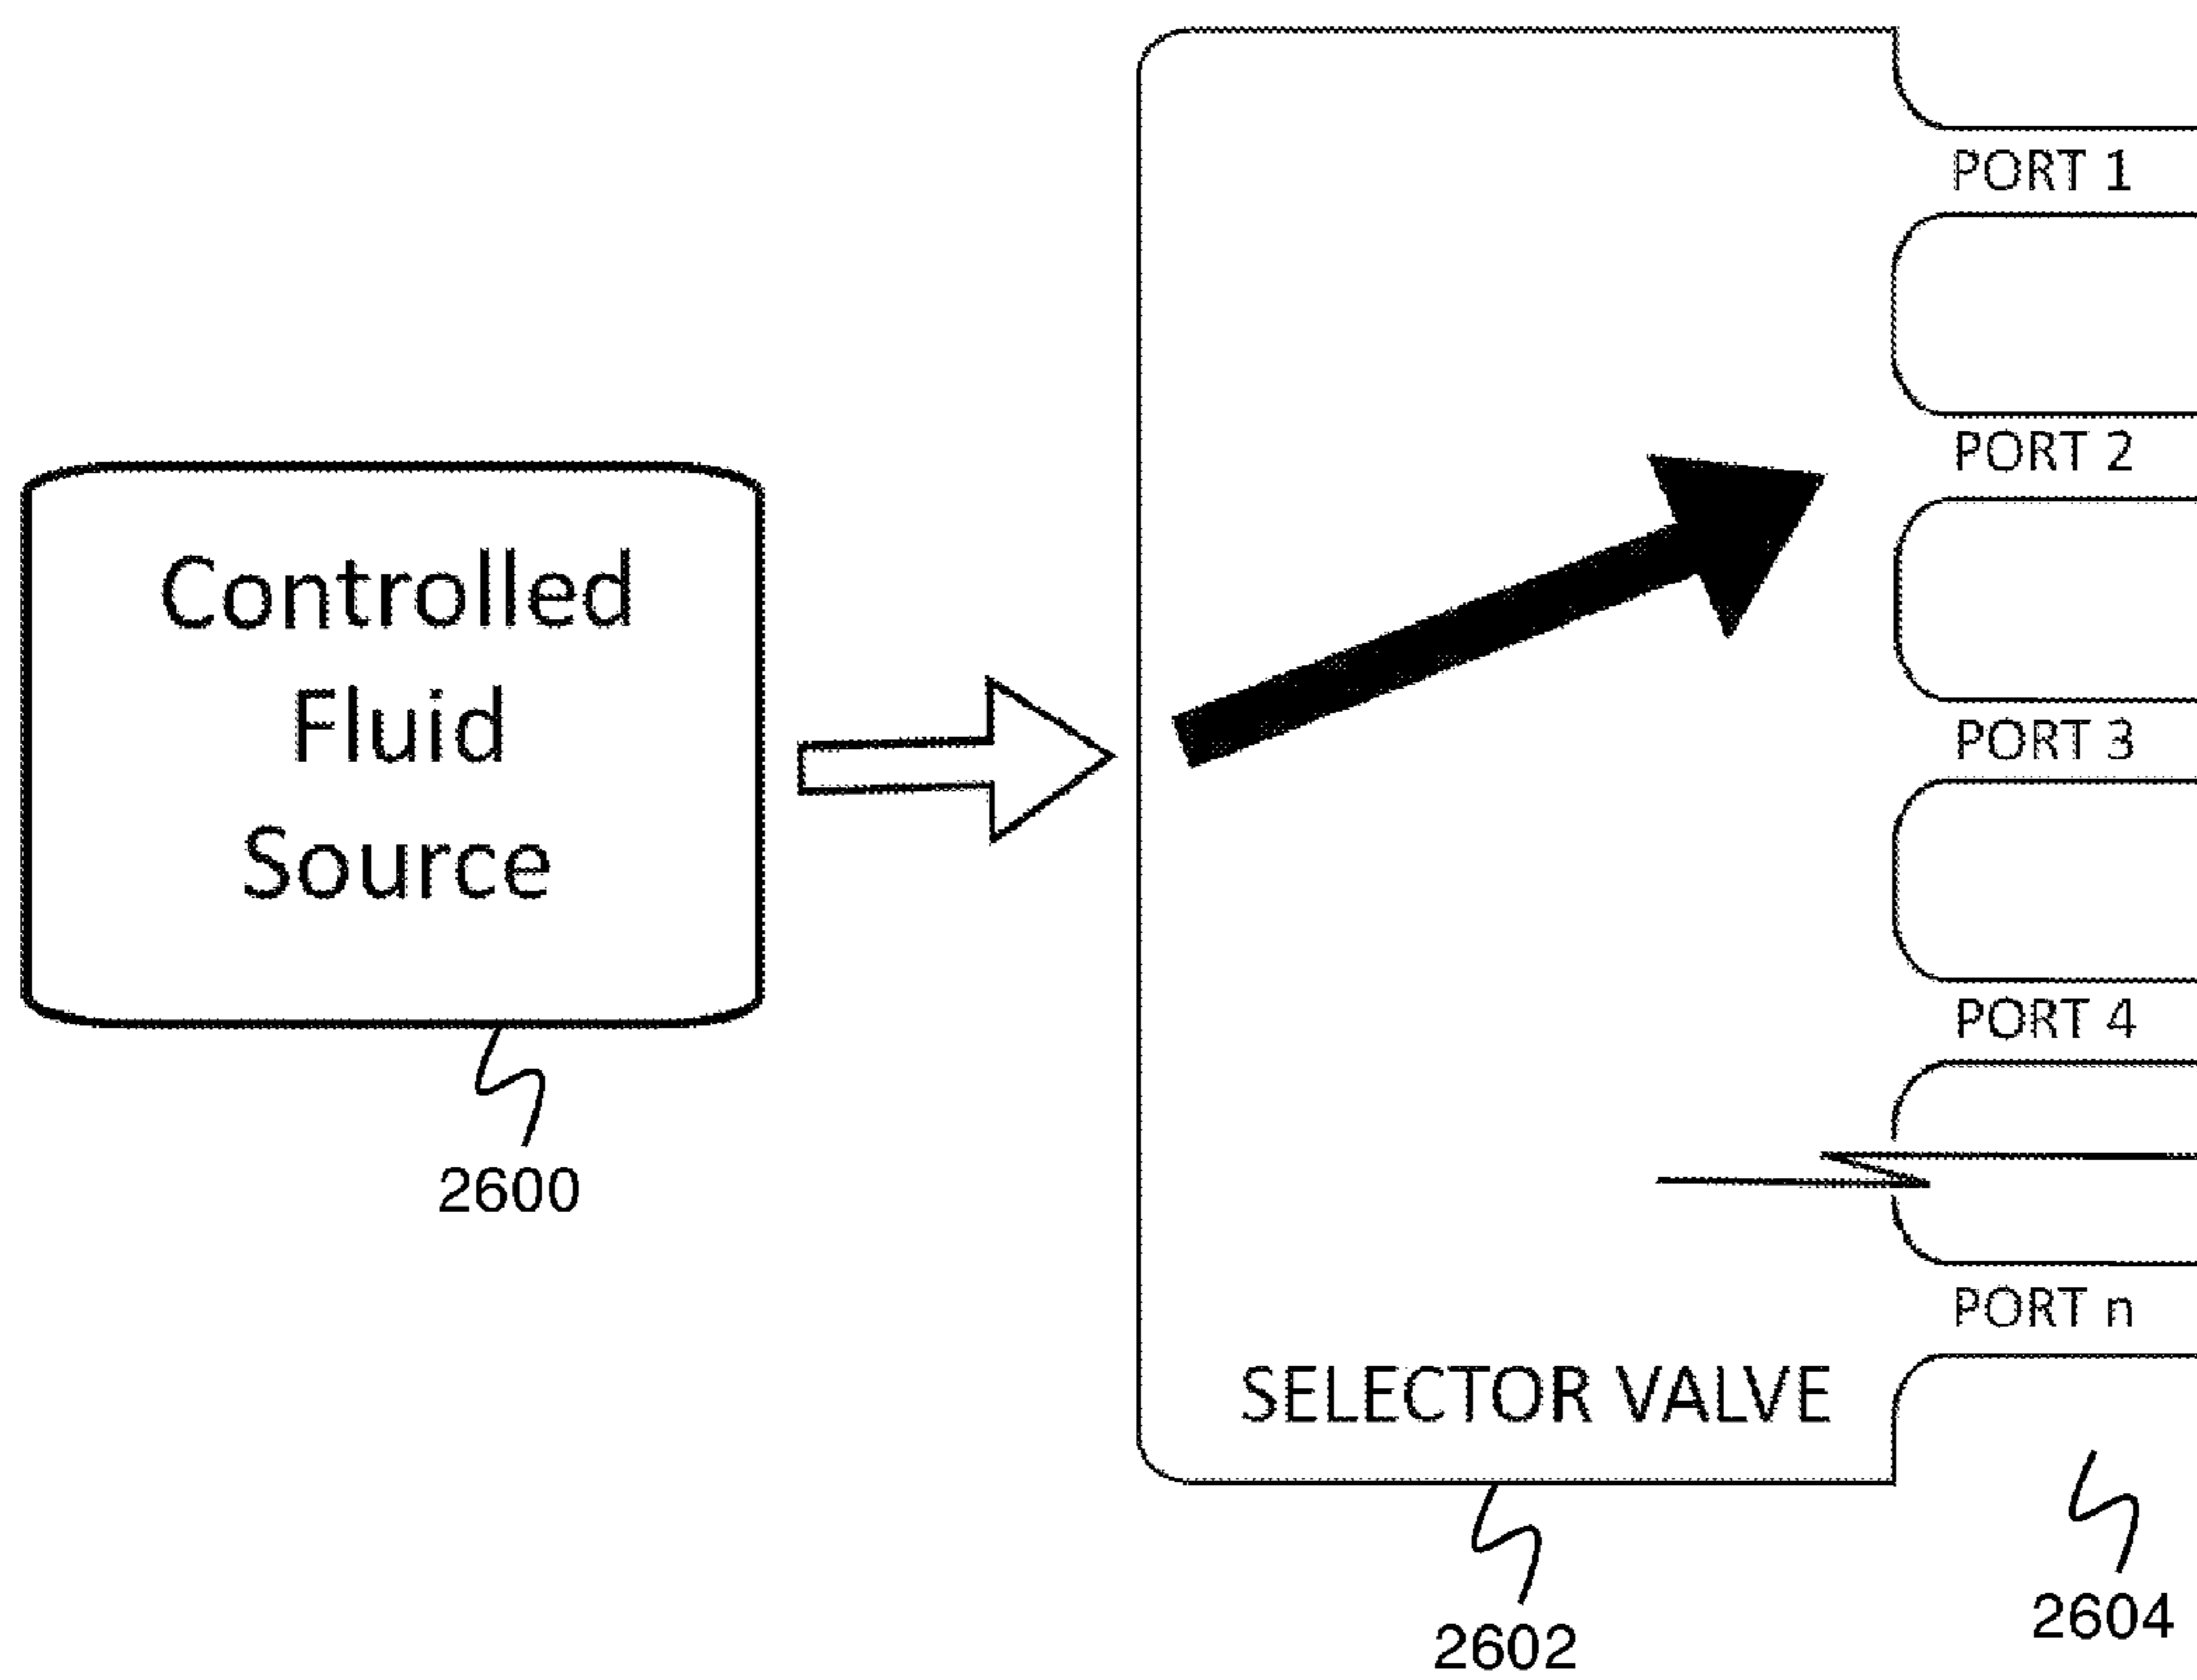 Controlled
Fluid
Source
2600
PORT 1
PORT 2
PORT 3
PORT 4
PORT n
SELECTOR VALVE
2602
2604